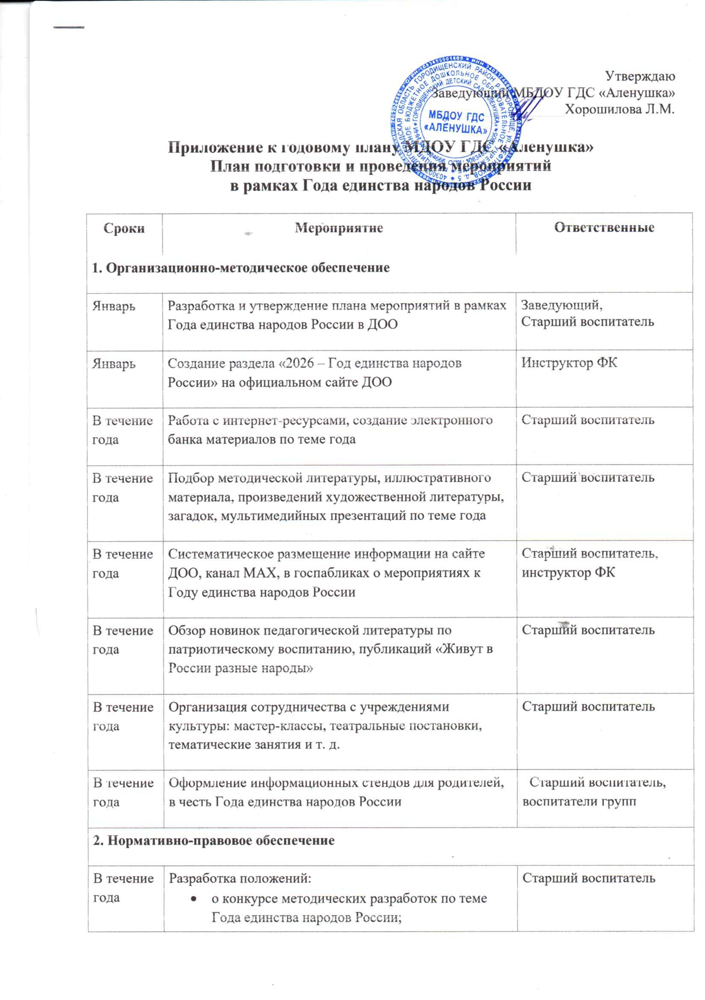 Утверждаю
Заведующий МБДОУ ГДС «Аленушка»
Хорошилова Л.М.
МБДОУ ГДС
«АЛЁНУШКА»
Приложение к годовому плану МДОУ ГДС «Аленушка»
План подготовки и проведения мероприятий
в рамках Года единства народов России
Сроки Мероприятие Ответственные
1. Организационно-методическое обеспечение
Январь Разработка и утверждение плана мероприятий в рамках Заведующий,
Года единства народов России в ДОО Старший воспитатель
Январь Создание раздела «2026 – Год единства народов Инструктор ФК
России» на официальном сайте ДОО
В течение Работа с интернет-ресурсами, создание электронного Старший воспитатель
года банка материалов по теме года
В течение Подбор методической литературы, иллюстративного Старший воспитатель
года материала, произведений художественной литературы,
загадок, мультимедийных презентаций по теме года
В течение Систематическое размещение информации на сайте Старший воспитатель,
года ДОО, канал МАХ, в госпабликах о мероприятиях к инструктор ФК
Году единства народов России
В течение Обзор новинок педагогической литературы по Старший воспитатель
года патриотическому воспитанию, публикаций «Живут в
России разные народы»
В течение Организация сотрудничества с учреждениями Старший воспитатель
года культуры: мастер-классы, театральные постановки,
тематические занятия и т. д.
В течение Оформление информационных стендов для родителей, Старший воспитатель,
года в честь Года единства народов России воспитатели групп
2. Нормативно-правовое обеспечение
В течение Разработка положений: Старший воспитатель
года • о конкурсе методических разработок по теме
Года единства народов России;